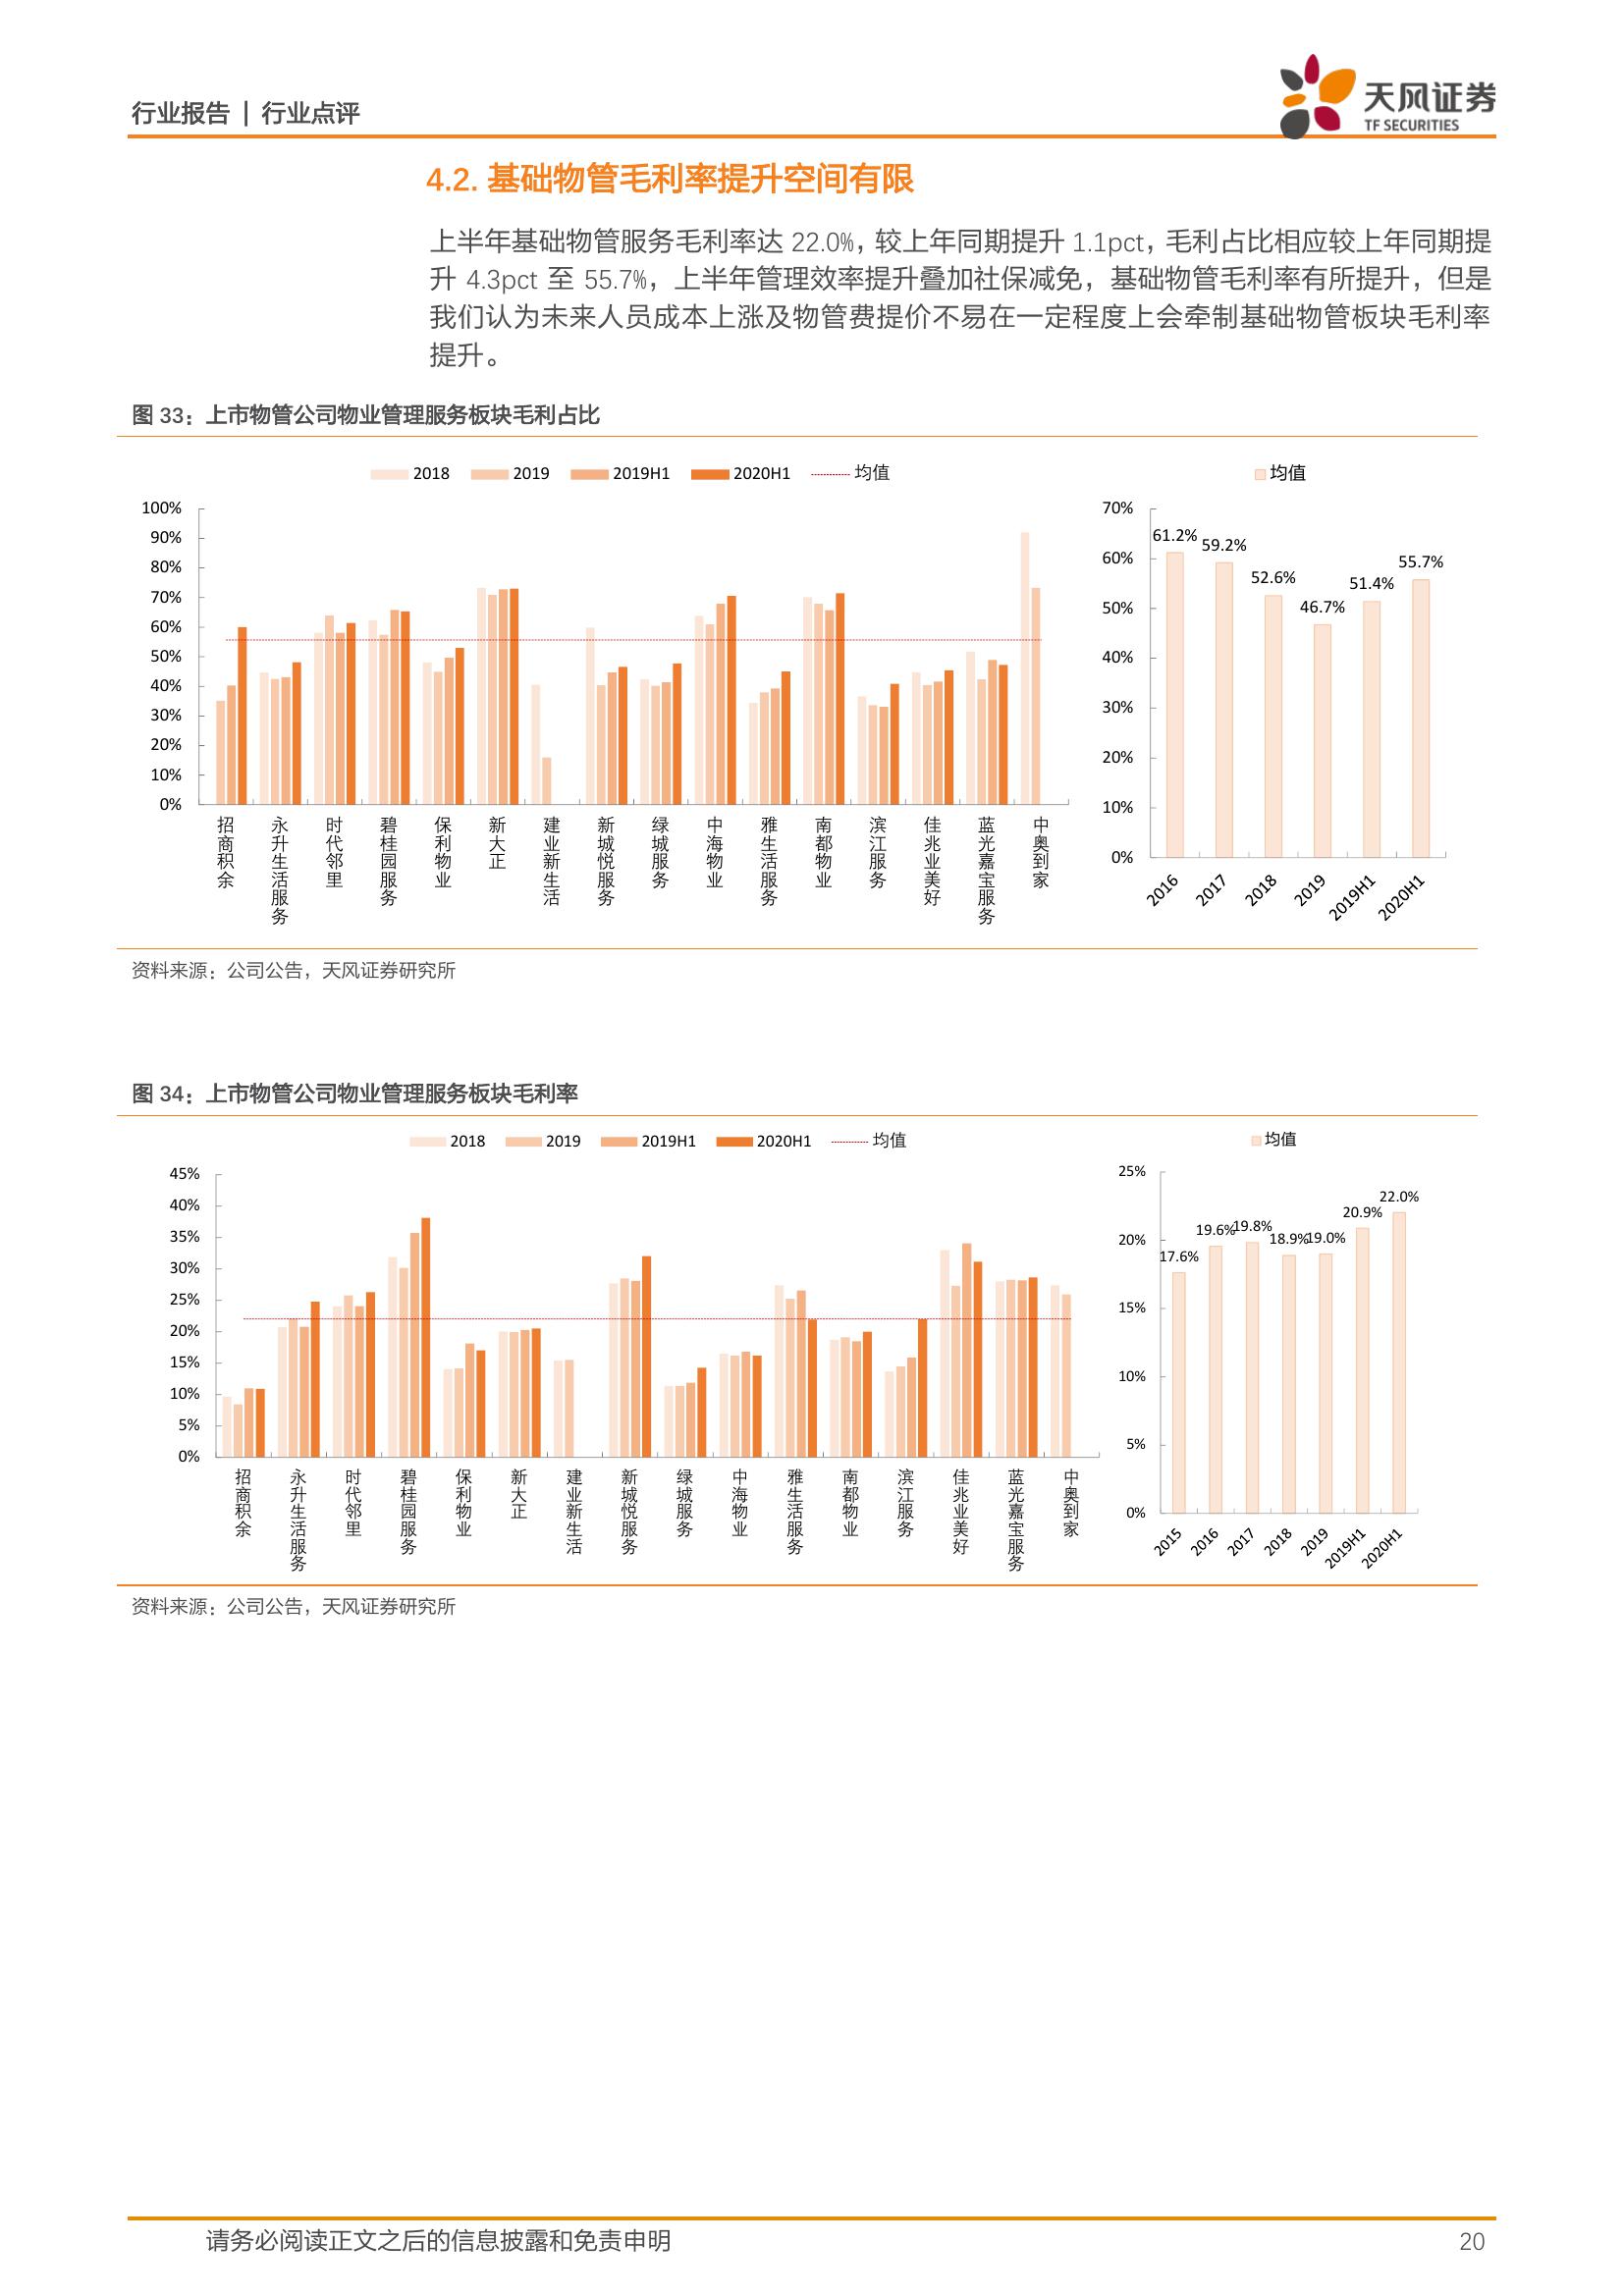 行业报告 | 行业点评
天风证券
TF SECURITIES
4.2. 基础物管毛利率提升空间有限
上半年基础物管服务毛利率达 22.0%，较上年同期提升 1.1pct，毛利占比相应较上年同期提
升 4.3pct 至 55.7%，上半年管理效率提升叠加社保减免，基础物管毛利率有所提升，但是
我们认为未来人员成本上涨及物管费提价不易在一定程度上会牵制基础物管板块毛利率
提升。
图 33：上市物管公司物业管理服务板块毛利占比
2018 2019 2019H1 2020H1 均值
100%
90%
80%
70%
60%
50%
40%
30%
20%
10%
0%
招商积余
永升生活服务
时代邻里
碧桂园服务
保利物业
新大正
建业新生活
新城悦服务
绿城服务
中海物业
雅生活服务
南都物业
滨江服务
佳兆业美好
蓝光嘉宝服务
中奥到家
均值
70%
60%
50%
40%
30%
20%
10%
0%
61.2%
59.2%
52.6%
46.7%
51.4%
55.7%
2016
2017
2018
2019
2019H1
2020H1
资料来源：公司公告，天风证券研究所
图 34：上市物管公司物业管理服务板块毛利率
2018 2019 2019H1 2020H1 均值
45%
40%
35%
30%
25%
20%
15%
10%
5%
0%
招商积余
永升生活服务
时代邻里
碧桂园服务
保利物业
新大正
建业新生活
新城悦服务
绿城服务
中海物业
雅生活服务
南都物业
滨江服务
佳兆业美好
蓝光嘉宝服务
中奥到家
均值
25%
20%
15%
10%
5%
0%
17.6%
19.6%
19.8%
18.9%
19.0%
20.9%
22.0%
2015
2016
2017
2018
2019
2019H1
2020H1
资料来源：公司公告，天风证券研究所
请务必阅读正文之后的信息披露和免责申明
20